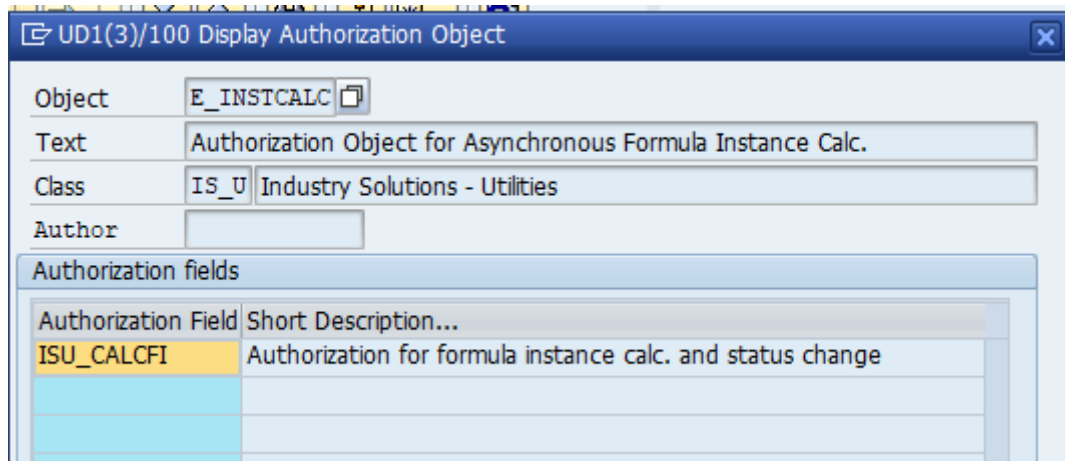 UD1(3)/100 Display Authorization Object
Object E_INSTCALC
Text Authorization Object for Asynchronous Formula Instance Calc.
Class IS_U Industry Solutions - Utilities
Author
Authorization fields
Authorization Field Short Description...
ISU_CALCFI Authorization for formula instance calc. and status change